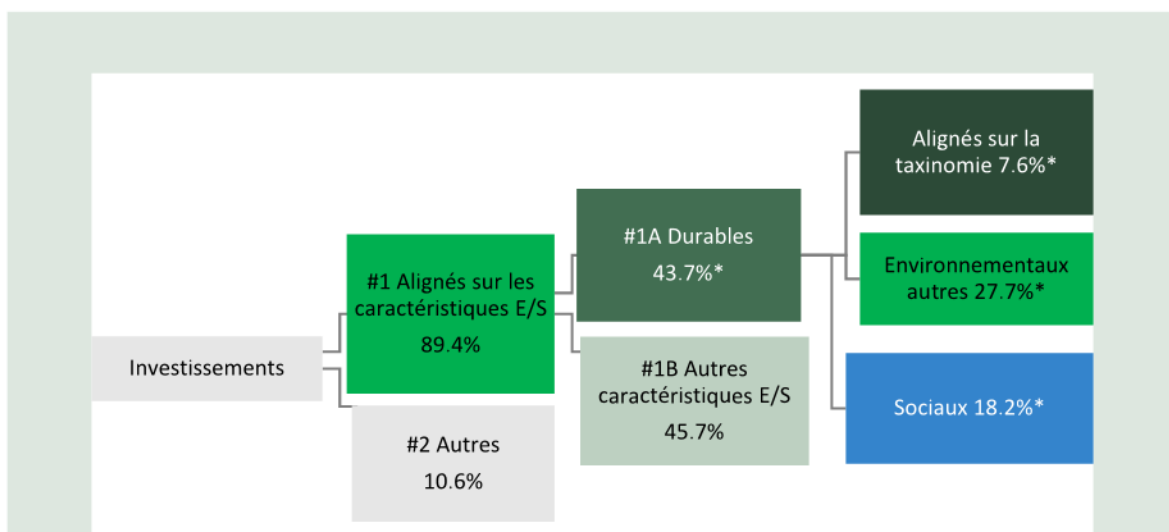 Investissements
#1 Alignés sur les
caractéristiques E/S
89.4%
#2 Autres
10.6%
#1A Durables
43.7%*
#1B Autres
caractéristiques E/S
45.7%
Alignés sur la
taxinomie 7.6%*
Environnementaux
autres 27.7%*
Sociaux 18.2%*